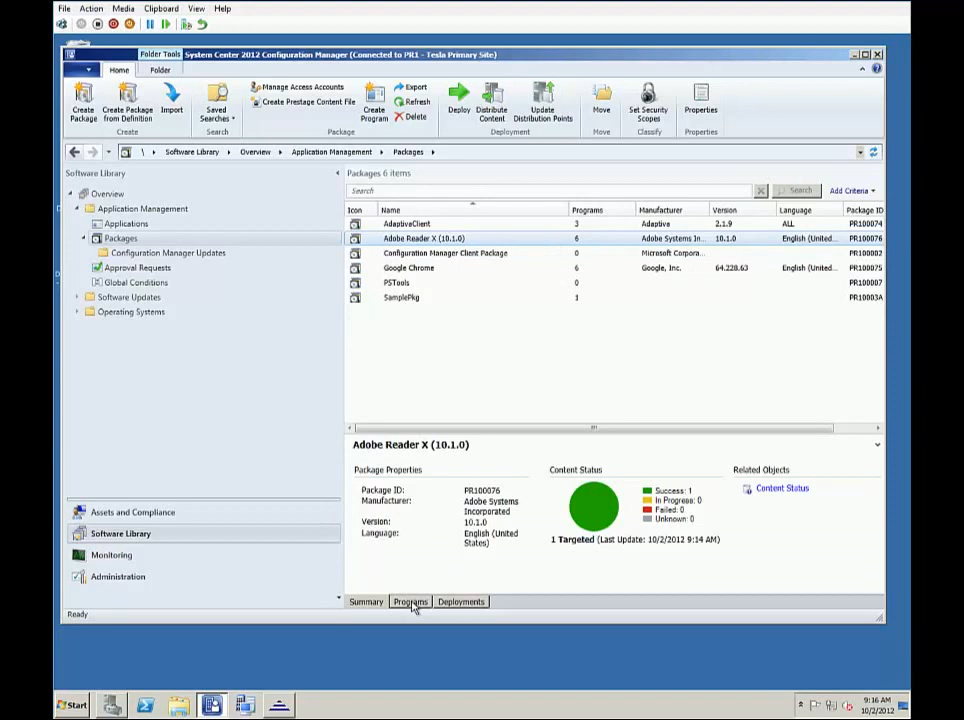 File Action Media Clipboard View Help
Folder Tools System Center 2012 Configuration Manager (Connected to PR1 - Tesla Primary Site)
Home Folder
Create Package
Create Package from Definition
Import
Create
Saved Searches
Search
Manage Access Accounts
Create Prestage Content File
Create Program
Export
Refresh
Delete
Package
Deploy
Distribute Content
Update Distribution Points
Deployment
Move
Move
Set Security Scopes
Classify
Properties
Properties
\ Software Library Overview Application Management Packages
Software Library
Overview
Application Management
Applications
Packages
Configuration Manager Updates
Approval Requests
Global Conditions
Software Updates
Operating Systems
Assets and Compliance
Software Library
Monitoring
Administration
Packages 6 items
Search Search Add Criteria
Icon Name Programs Manufacturer Version Language Package ID
AdaptiveClient 3 Adaptive 2.1.9 ALL PR100074
Adobe Reader X (10.1.0) 6 Adobe Systems In... 10.1.0 English (United... PR100076
Configuration Manager Client Package 0 Microsoft Corpora... PR100002
Google Chrome 6 Google, Inc. 64.228.63 English (United... PR100075
PSTools 0 PR100007
SamplePkg 1 PR10003A
Adobe Reader X (10.1.0)
Package Properties
Package ID: PR100076
Manufacturer: Adobe Systems Incorporated
Version: 10.1.0
Language: English (United States)
Content Status
Success: 1
In Progress: 0
Failed: 0
Unknown: 0
1 Targeted (Last Update: 10/2/2012 9:14 AM)
Related Objects
Content Status
Summary Programs Deployments
Ready
Start
9:16 AM
10/2/2012